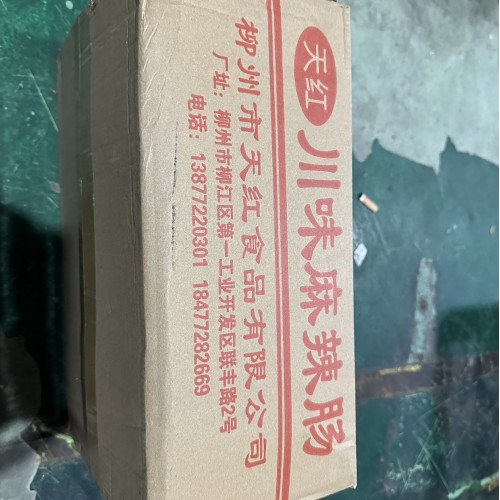 天红 川味麻辣肠
柳州市天红食品有限公司
厂址：柳州市柳江区第一工业开发区联丰路2号
电话：13877220301 18477282669